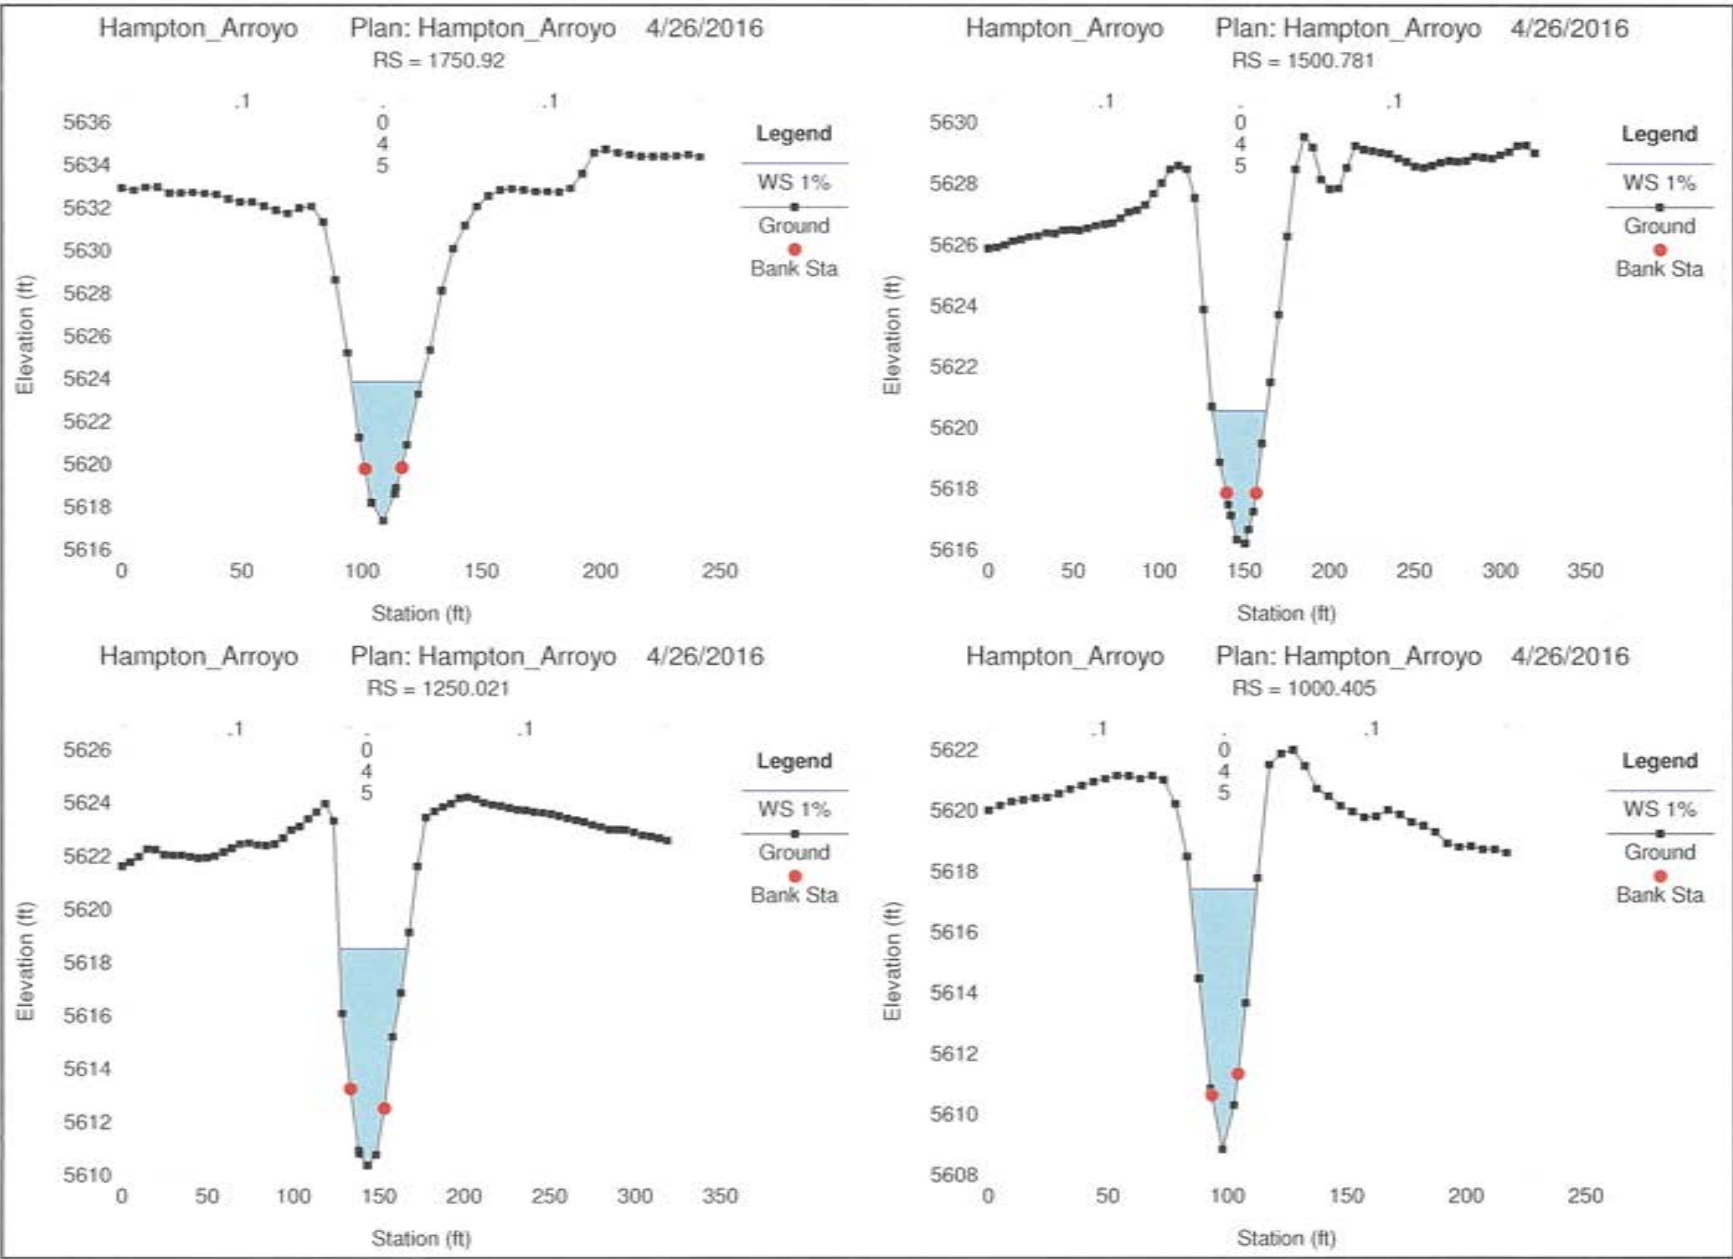 Hampton_Arroyo Plan: Hampton_Arroyo 4/26/2016
RS = 1750.92
.1 .1
0
4
5
5636
5634
5632
5630
5628
5626
5624
5622
5620
5618
5616
Elevation (ft)
0 50 100 150 200 250
Station (ft)
Legend
WS 1%
Ground
Bank Sta
Hampton_Arroyo Plan: Hampton_Arroyo 4/26/2016
RS = 1500.781
.1 .1
0
4
5
5630
5628
5626
5624
5622
5620
5618
5616
Elevation (ft)
0 50 100 150 200 250 300 350
Station (ft)
Legend
WS 1%
Ground
Bank Sta
Hampton_Arroyo Plan: Hampton_Arroyo 4/26/2016
RS = 1250.021
.1 .1
0
4
5
5626
5624
5622
5620
5618
5616
5614
5612
5610
Elevation (ft)
0 50 100 150 200 250 300 350
Station (ft)
Legend
WS 1%
Ground
Bank Sta
Hampton_Arroyo Plan: Hampton_Arroyo 4/26/2016
RS = 1000.405
.1 .1
0
4
5
5622
5620
5618
5616
5614
5612
5610
5608
Elevation (ft)
0 50 100 150 200 250
Station (ft)
Legend
WS 1%
Ground
Bank Sta